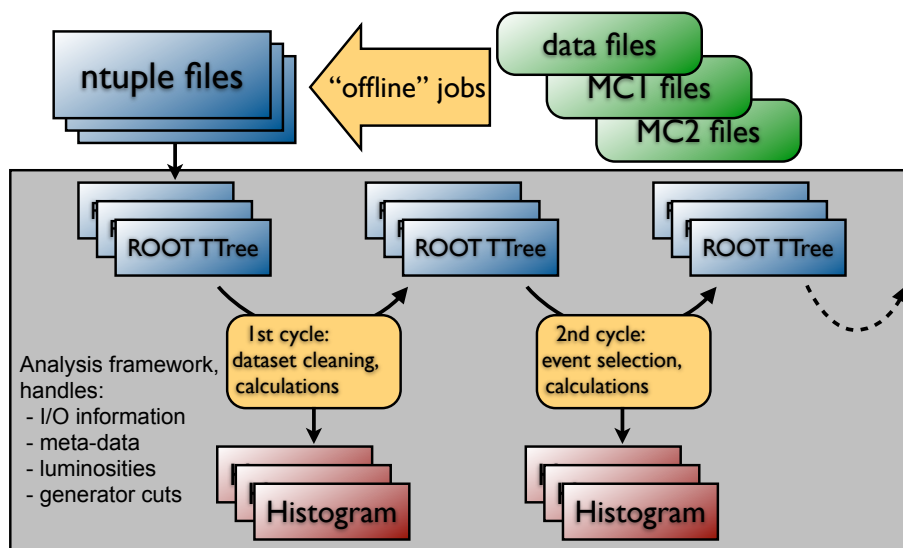 data files
ntuple files
“offline” jobs
MC1 files
MC2 files
ROOT TTree
ROOT TTree
ROOT TTree
1st cycle:
dataset cleaning,
calculations
2nd cycle:
event selection,
calculations
Analysis framework,
handles:
- I/O information
- meta-data
- luminosities
- generator cuts
Histogram
Histogram